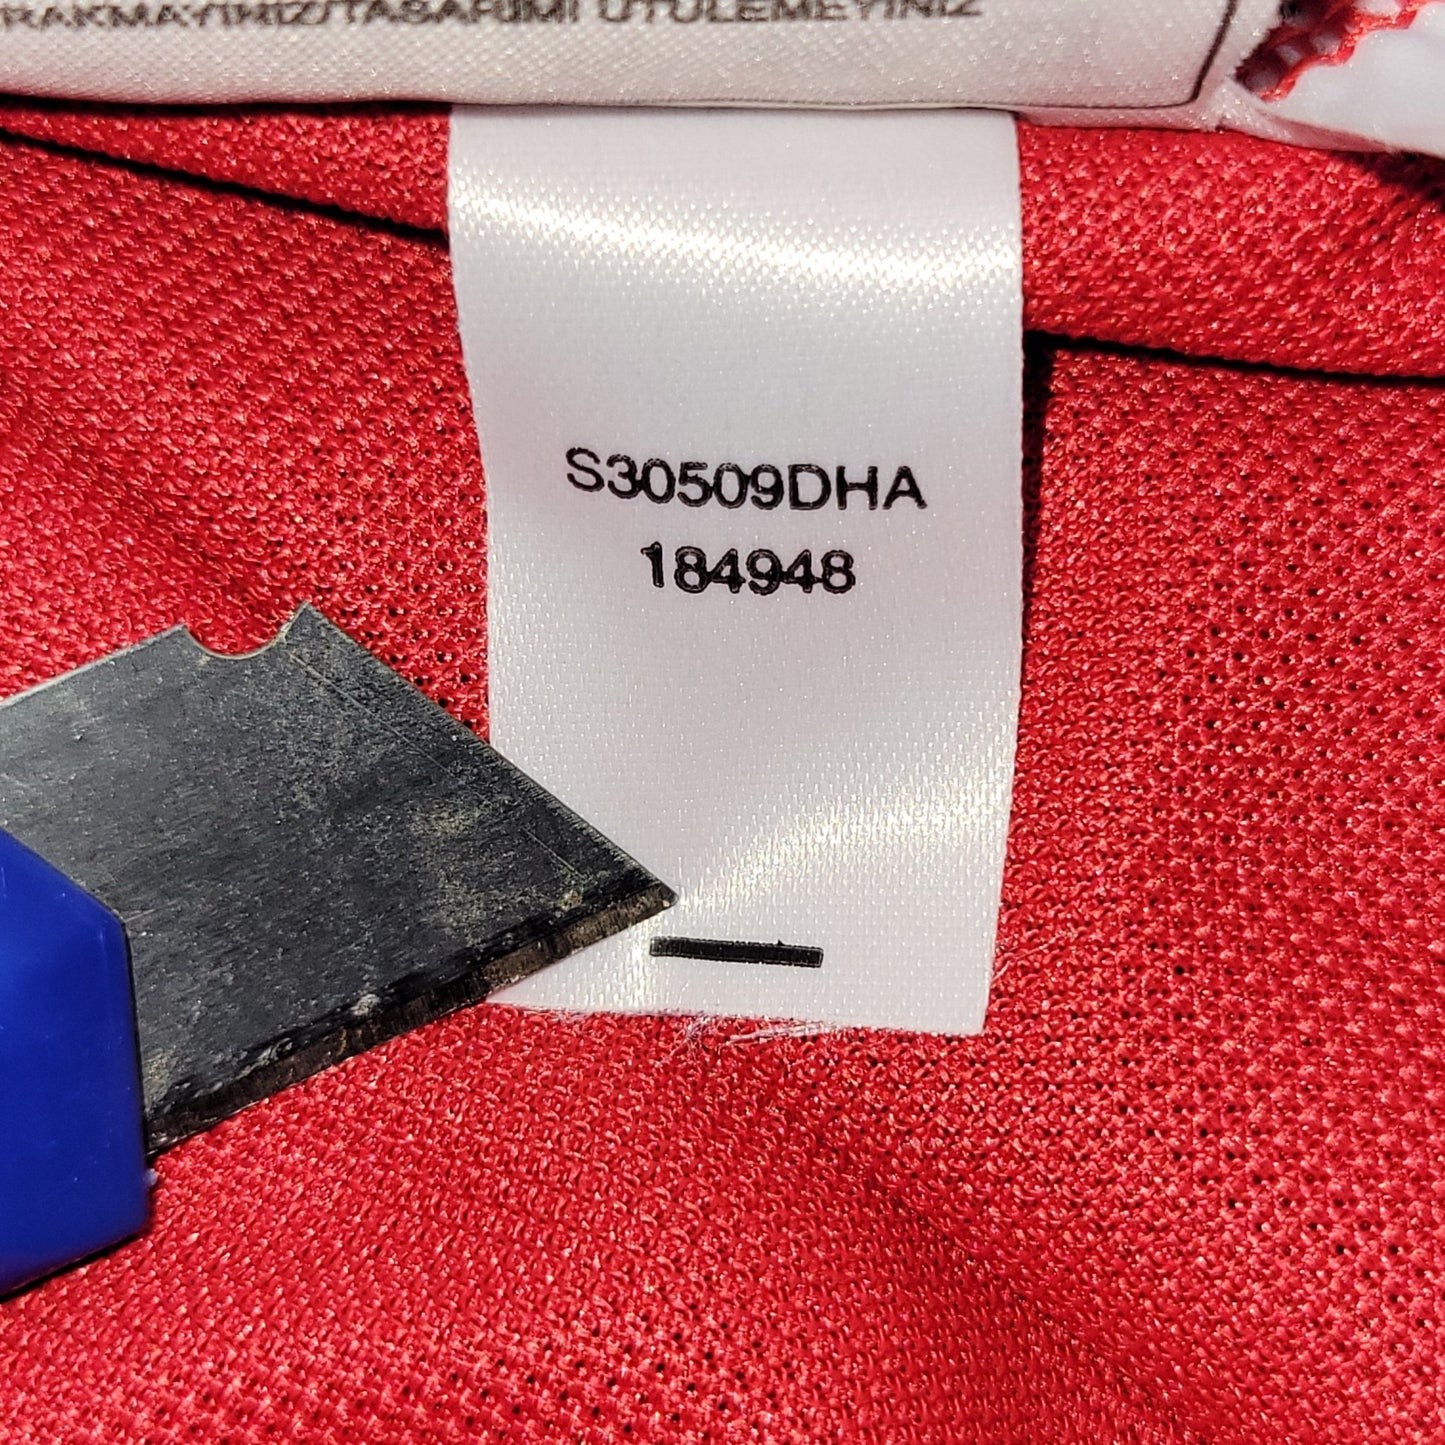 RAKMAYINIZ/TASARIMI ÜTÜLEMEYİNİZ
S30509DHA
184948